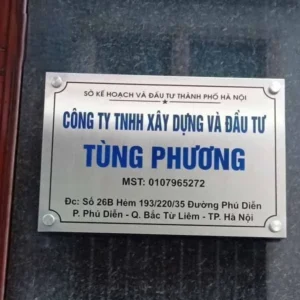 SỞ KẾ HOẠCH VÀ ĐẦU TƯ THÀNH PHỐ HÀ NỘI
CÔNG TY TNHH XÂY DỰNG VÀ ĐẦU TƯ
TÙNG PHƯƠNG
MST: 0107965272
Đc: Số 26B Hẻm 193/220/35 Đường Phú Diễn
P. Phú Diễn - Q. Bắc Từ Liêm - TP. Hà Nội